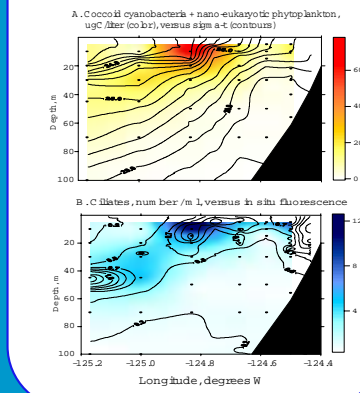 A. Coccoid cyanobacteria + nano-eukaryotic phytoplankton,
ugC/liter (color), versus sigma-t (contours)
60
40
20
0
20
40
60
80
100
Depth, m
B. Ciliates, number/ml, versus in situ fluorescence
12
8
4
20
40
60
80
100
Depth, m
−125.2 −125.0 −124.8 −124.6 −124.4
Longitude, degrees W